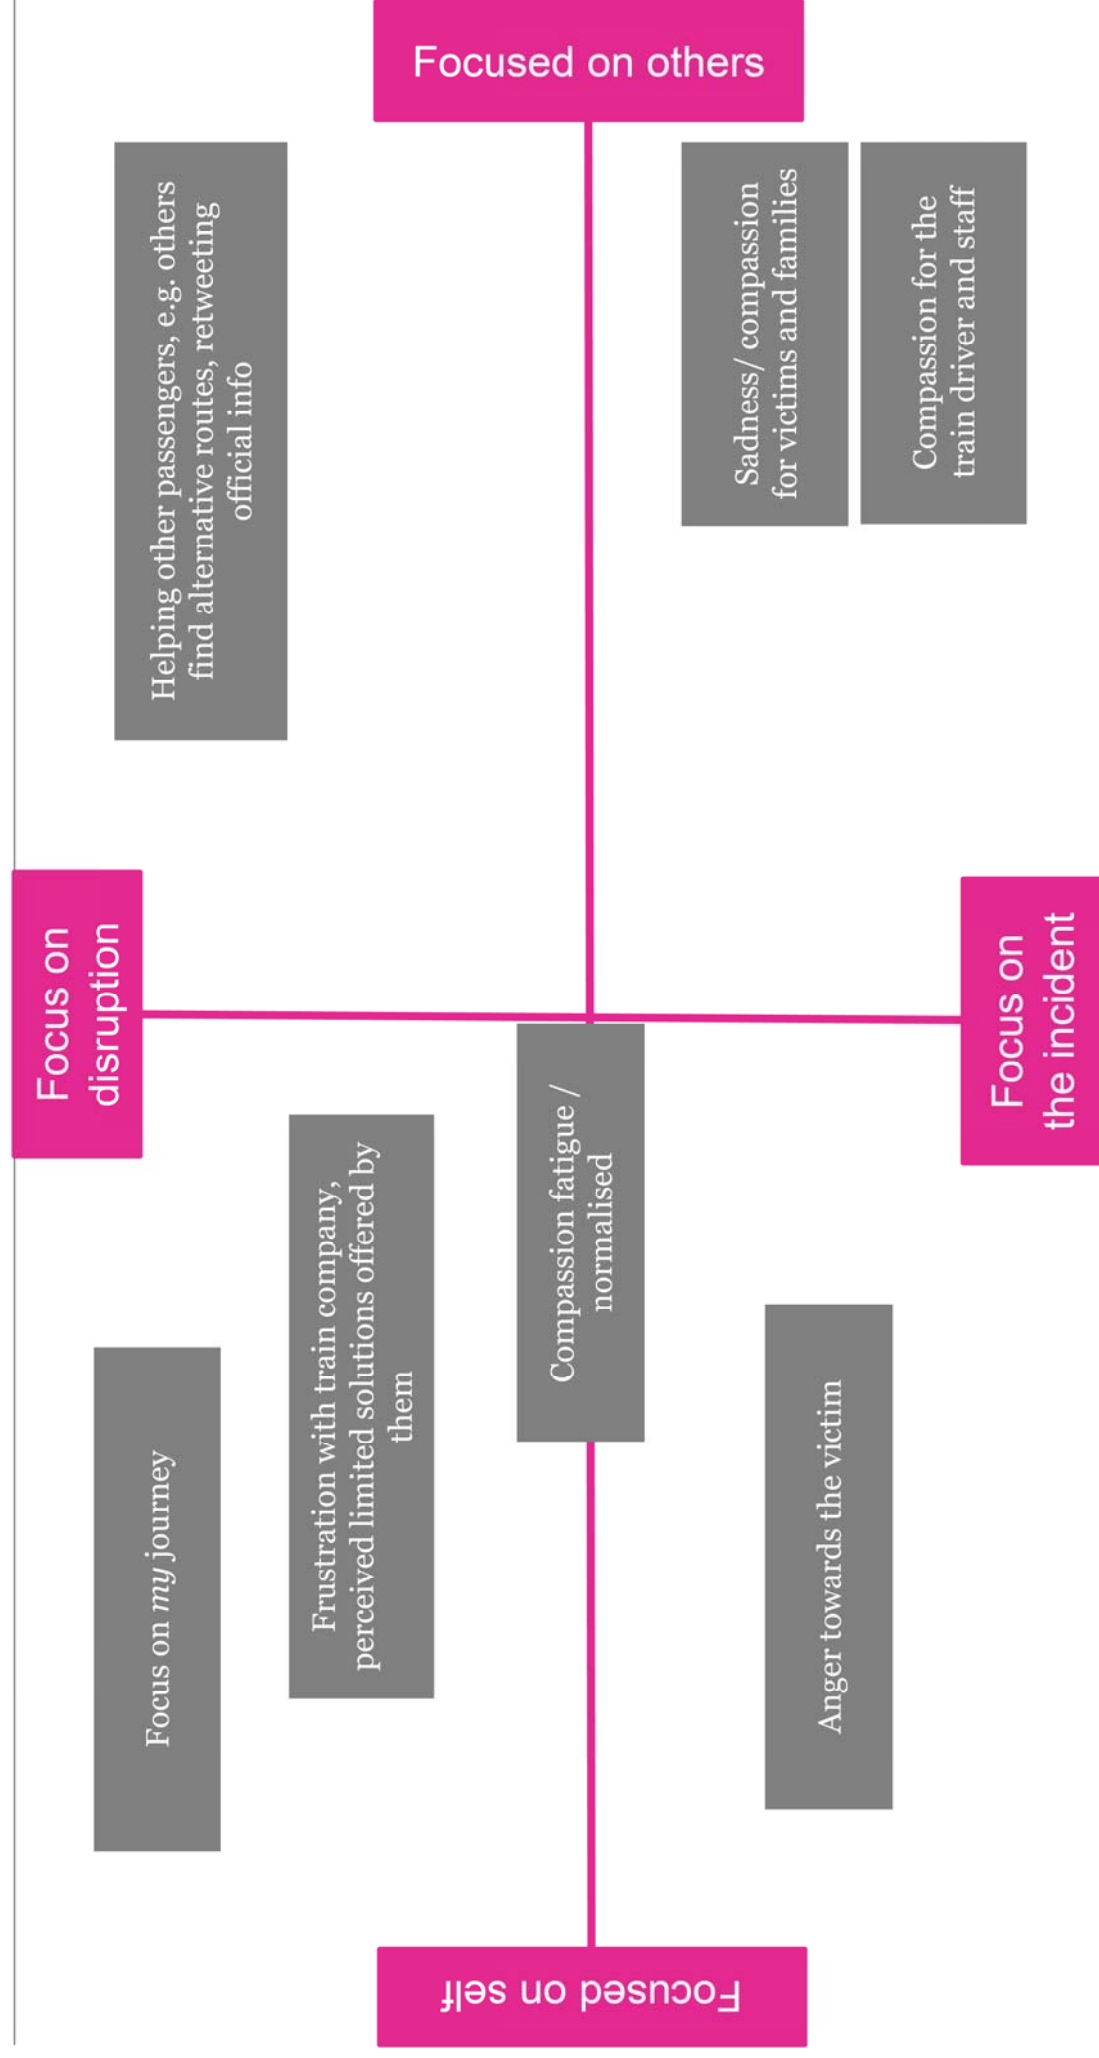 Focus on
disruption
Focus on my journey
Helping other passengers, e.g. others
find alternative routes, retweeting
official info
Frustration with train company,
perceived limited solutions offered by
them
Focused on self
Compassion fatigue /
normalised
Focused on others
Anger towards the victim
Sadness/ compassion
for victims and families
Compassion for the
train driver and staff
Focus on
the incident